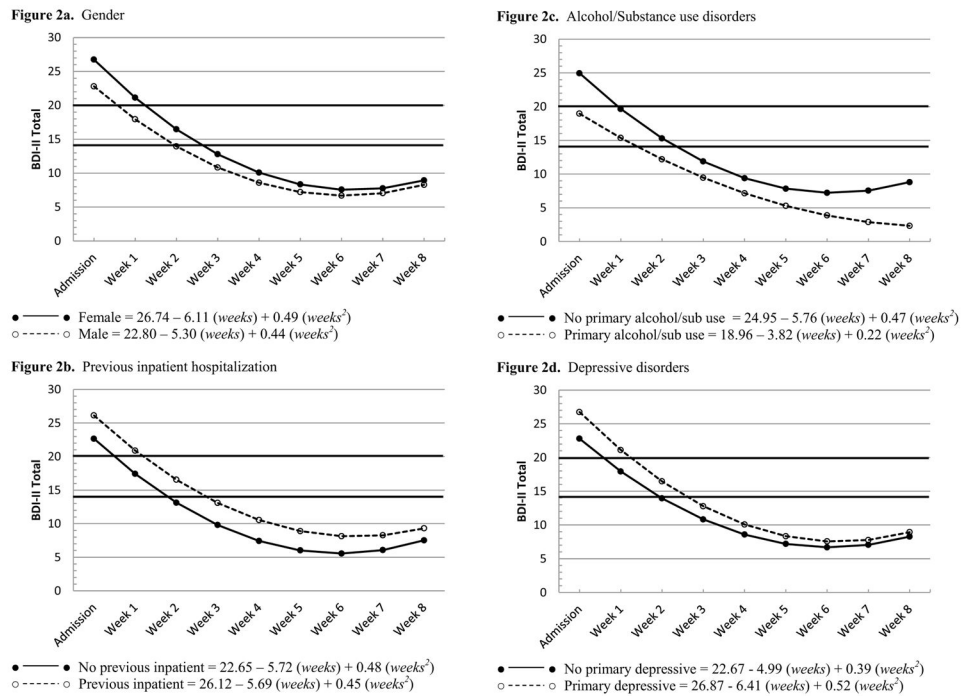 Figure 2a. Gender
30
25
20
15
10
5
0
BDI-II Total
Admission
Week 1
Week 2
Week 3
Week 4
Week 5
Week 6
Week 7
Week 8
Female = 26.74 – 6.11 (weeks) + 0.49 (weeks²)
Male = 22.80 – 5.30 (weeks) + 0.44 (weeks²)
Figure 2c. Alcohol/Substance use disorders
30
25
20
15
10
5
0
BDI-II Total
Admission
Week 1
Week 2
Week 3
Week 4
Week 5
Week 6
Week 7
Week 8
No primary alcohol/sub use = 24.95 – 5.76 (weeks) + 0.47 (weeks²)
Primary alcohol/sub use = 18.96 – 3.82 (weeks) + 0.22 (weeks²)
Figure 2b. Previous inpatient hospitalization
30
25
20
15
10
5
0
BDI-II Total
Admission
Week 1
Week 2
Week 3
Week 4
Week 5
Week 6
Week 7
Week 8
No previous inpatient = 22.65 – 5.72 (weeks) + 0.48 (weeks²)
Previous inpatient = 26.12 – 5.69 (weeks) + 0.45 (weeks²)
Figure 2d. Depressive disorders
30
25
20
15
10
5
0
BDI-II Total
Admission
Week 1
Week 2
Week 3
Week 4
Week 5
Week 6
Week 7
Week 8
No primary depressive = 22.67 - 4.99 (weeks) + 0.39 (weeks²)
Primary depressive = 26.87 - 6.41 (weeks) + 0.52 (weeks²)